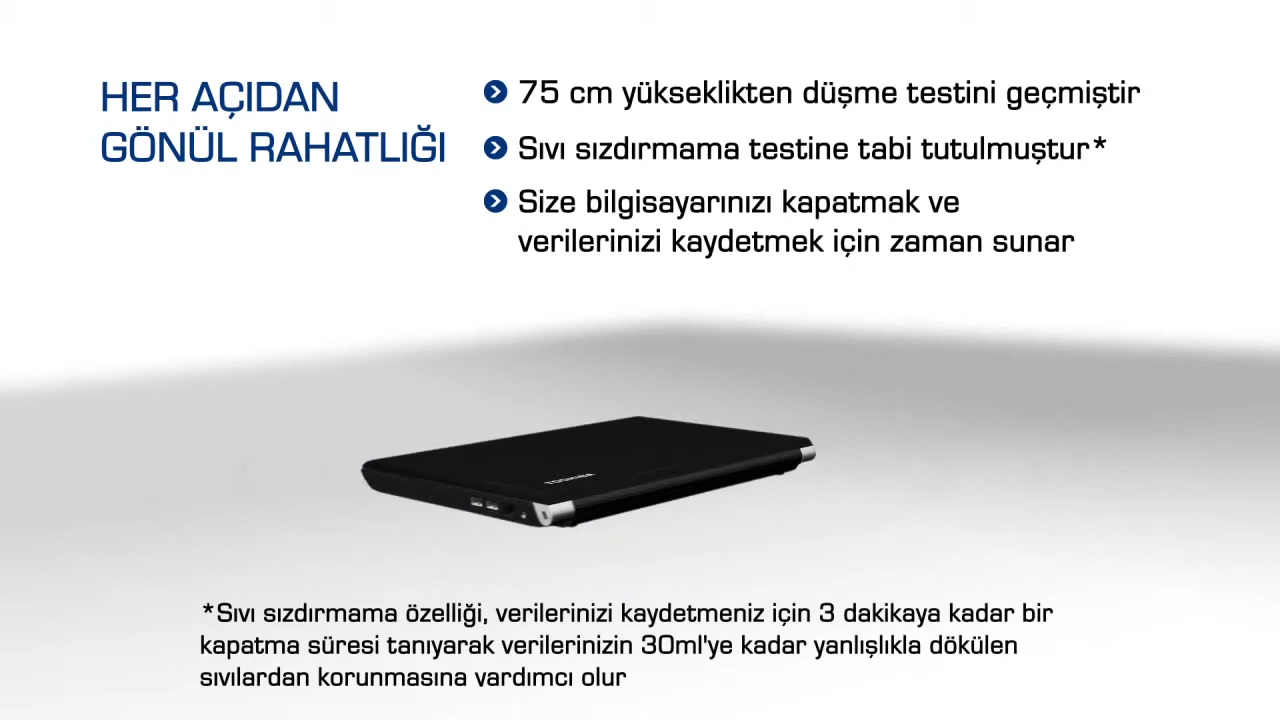 HER AÇIDAN
GÖNÜL RAHATLIĞI
75 cm yükseklikten düşme testini geçmiştir
Sıvı sızdırmama testine tabi tutulmuştur*
Size bilgisayarınızı kapatmak ve
verilerinizi kaydetmek için zaman sunar
TOSHIBA
*Sıvı sızdırmama özelliği, verilerinizi kaydetmeniz için 3 dakikaya kadar bir
kapatma süresi tanıyarak verilerinizin 30ml'ye kadar yanlışlıkla dökülen
sıvılardan korunmasına yardımcı olur